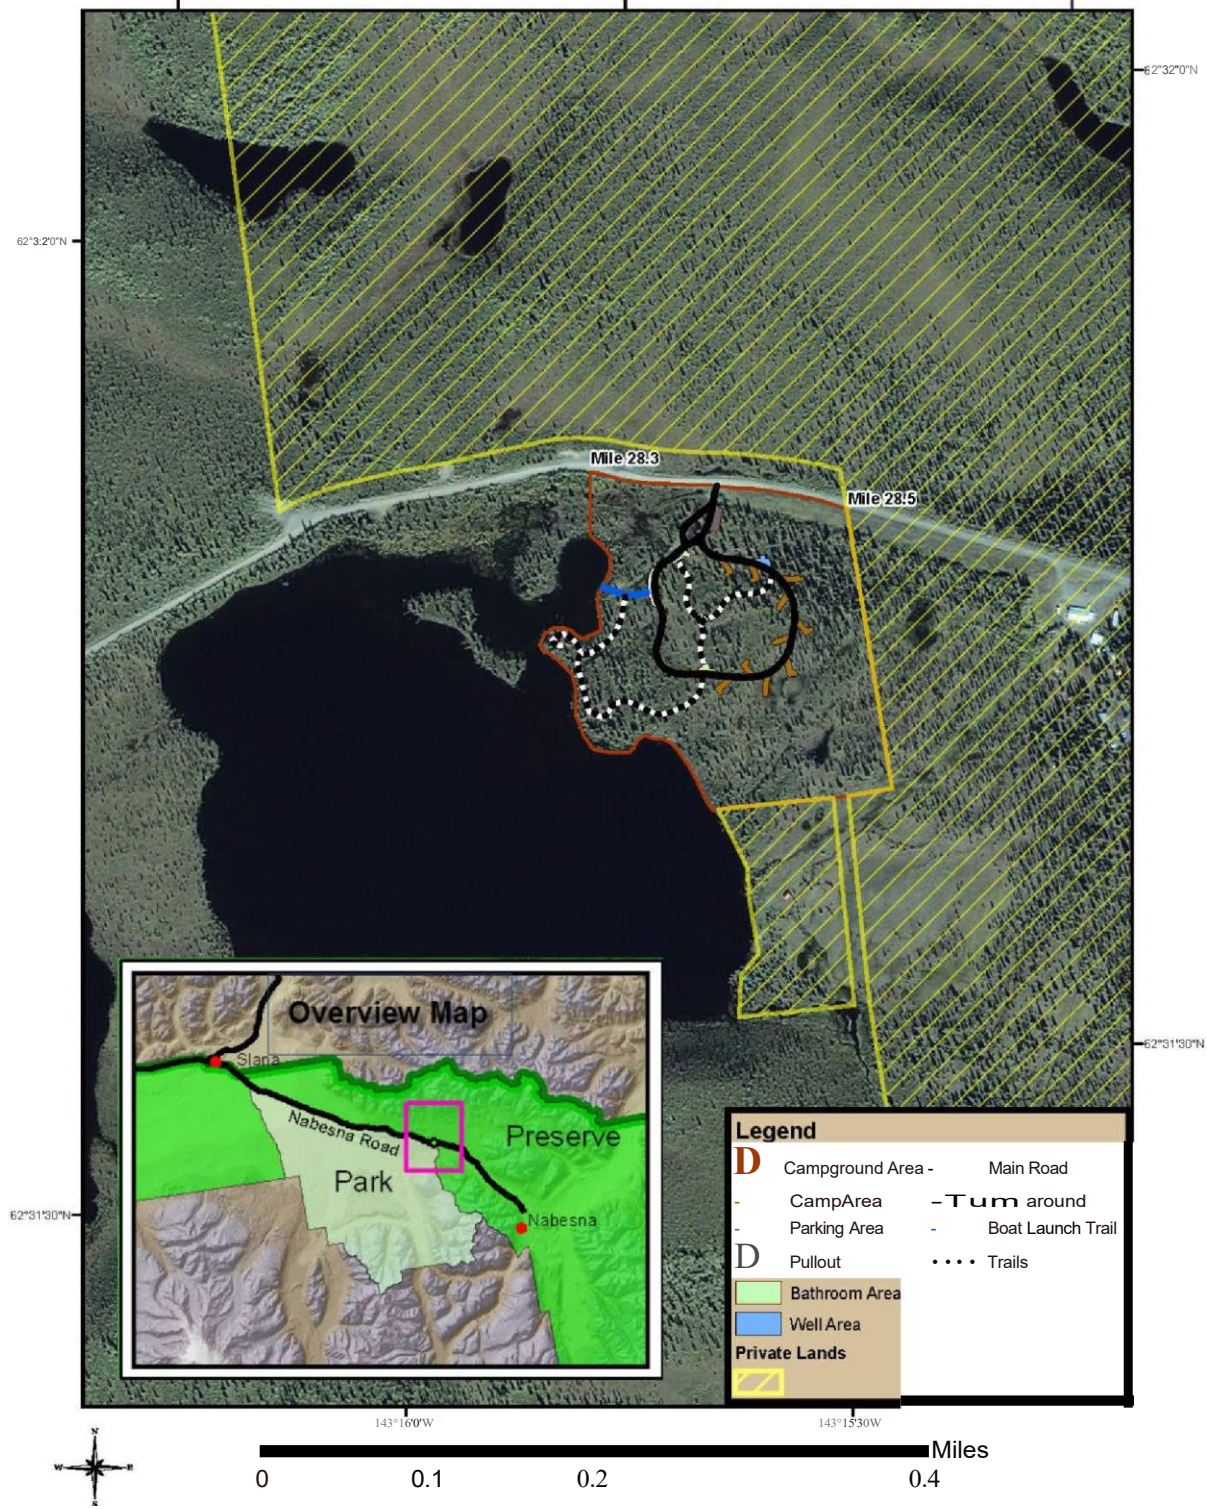 62°32'0"N
62°3:2'0"N
Mile 28.3
Mile 28.5
Overview Map
Slana
Nabesna Road
Preserve
Park
Nabesna
62°31'30"N
62°31'30"N
Legend
D Campground Area - Main Road
- CampArea -Tum around
- Parking Area - Boat Launch Trail
D Pullout •••• Trails
Bathroom Area
Well Area
Private Lands
143°16'0'W
143°15'30W
N
W E
S
Miles
0 0.1 0.2 0.4